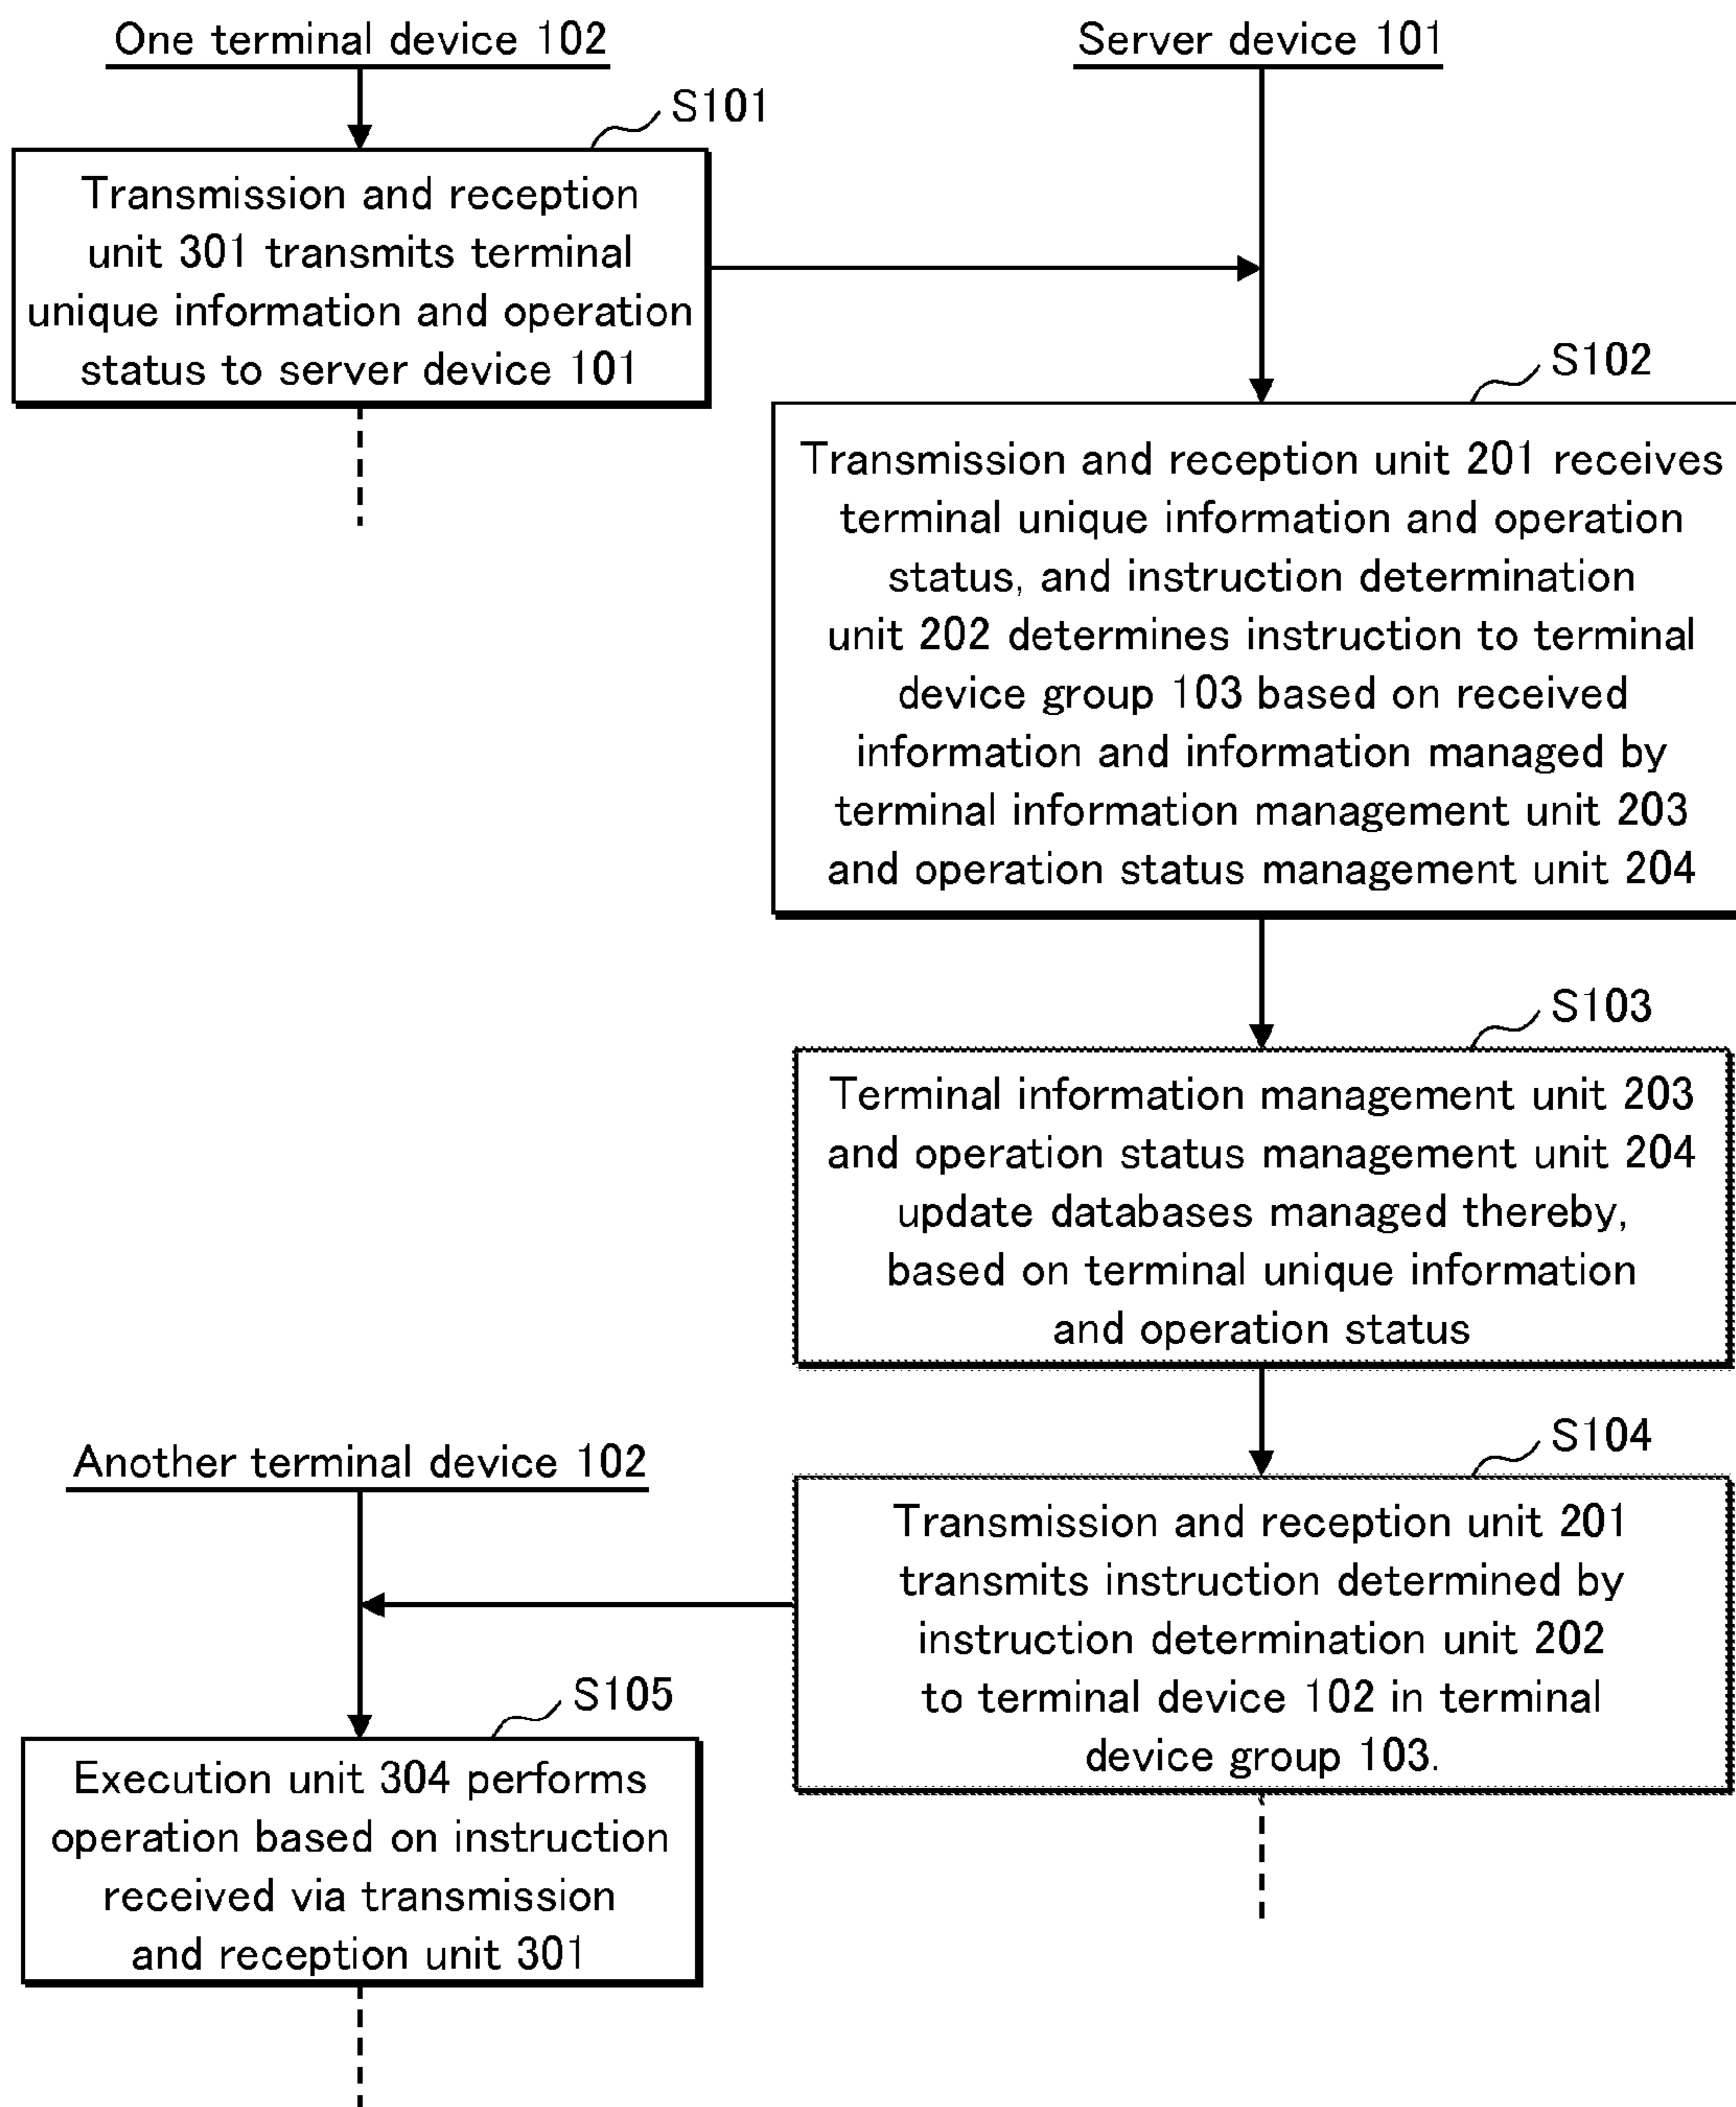 One terminal device 102
Server device 101
S101
Transmission and reception
unit 301 transmits terminal
unique information and operation
status to server device 101
S102
Transmission and reception unit 201 receives
terminal unique information and operation
status, and instruction determination
unit 202 determines instruction to terminal
device group 103 based on received
information and information managed by
terminal information management unit 203
and operation status management unit 204
S103
Terminal information management unit 203
and operation status management unit 204
update databases managed thereby,
based on terminal unique information
and operation status
Another terminal device 102
S104
Transmission and reception unit 201
transmits instruction determined by
instruction determination unit 202
to terminal device 102 in terminal
device group 103.
S105
Execution unit 304 performs
operation based on instruction
received via transmission
and reception unit 301